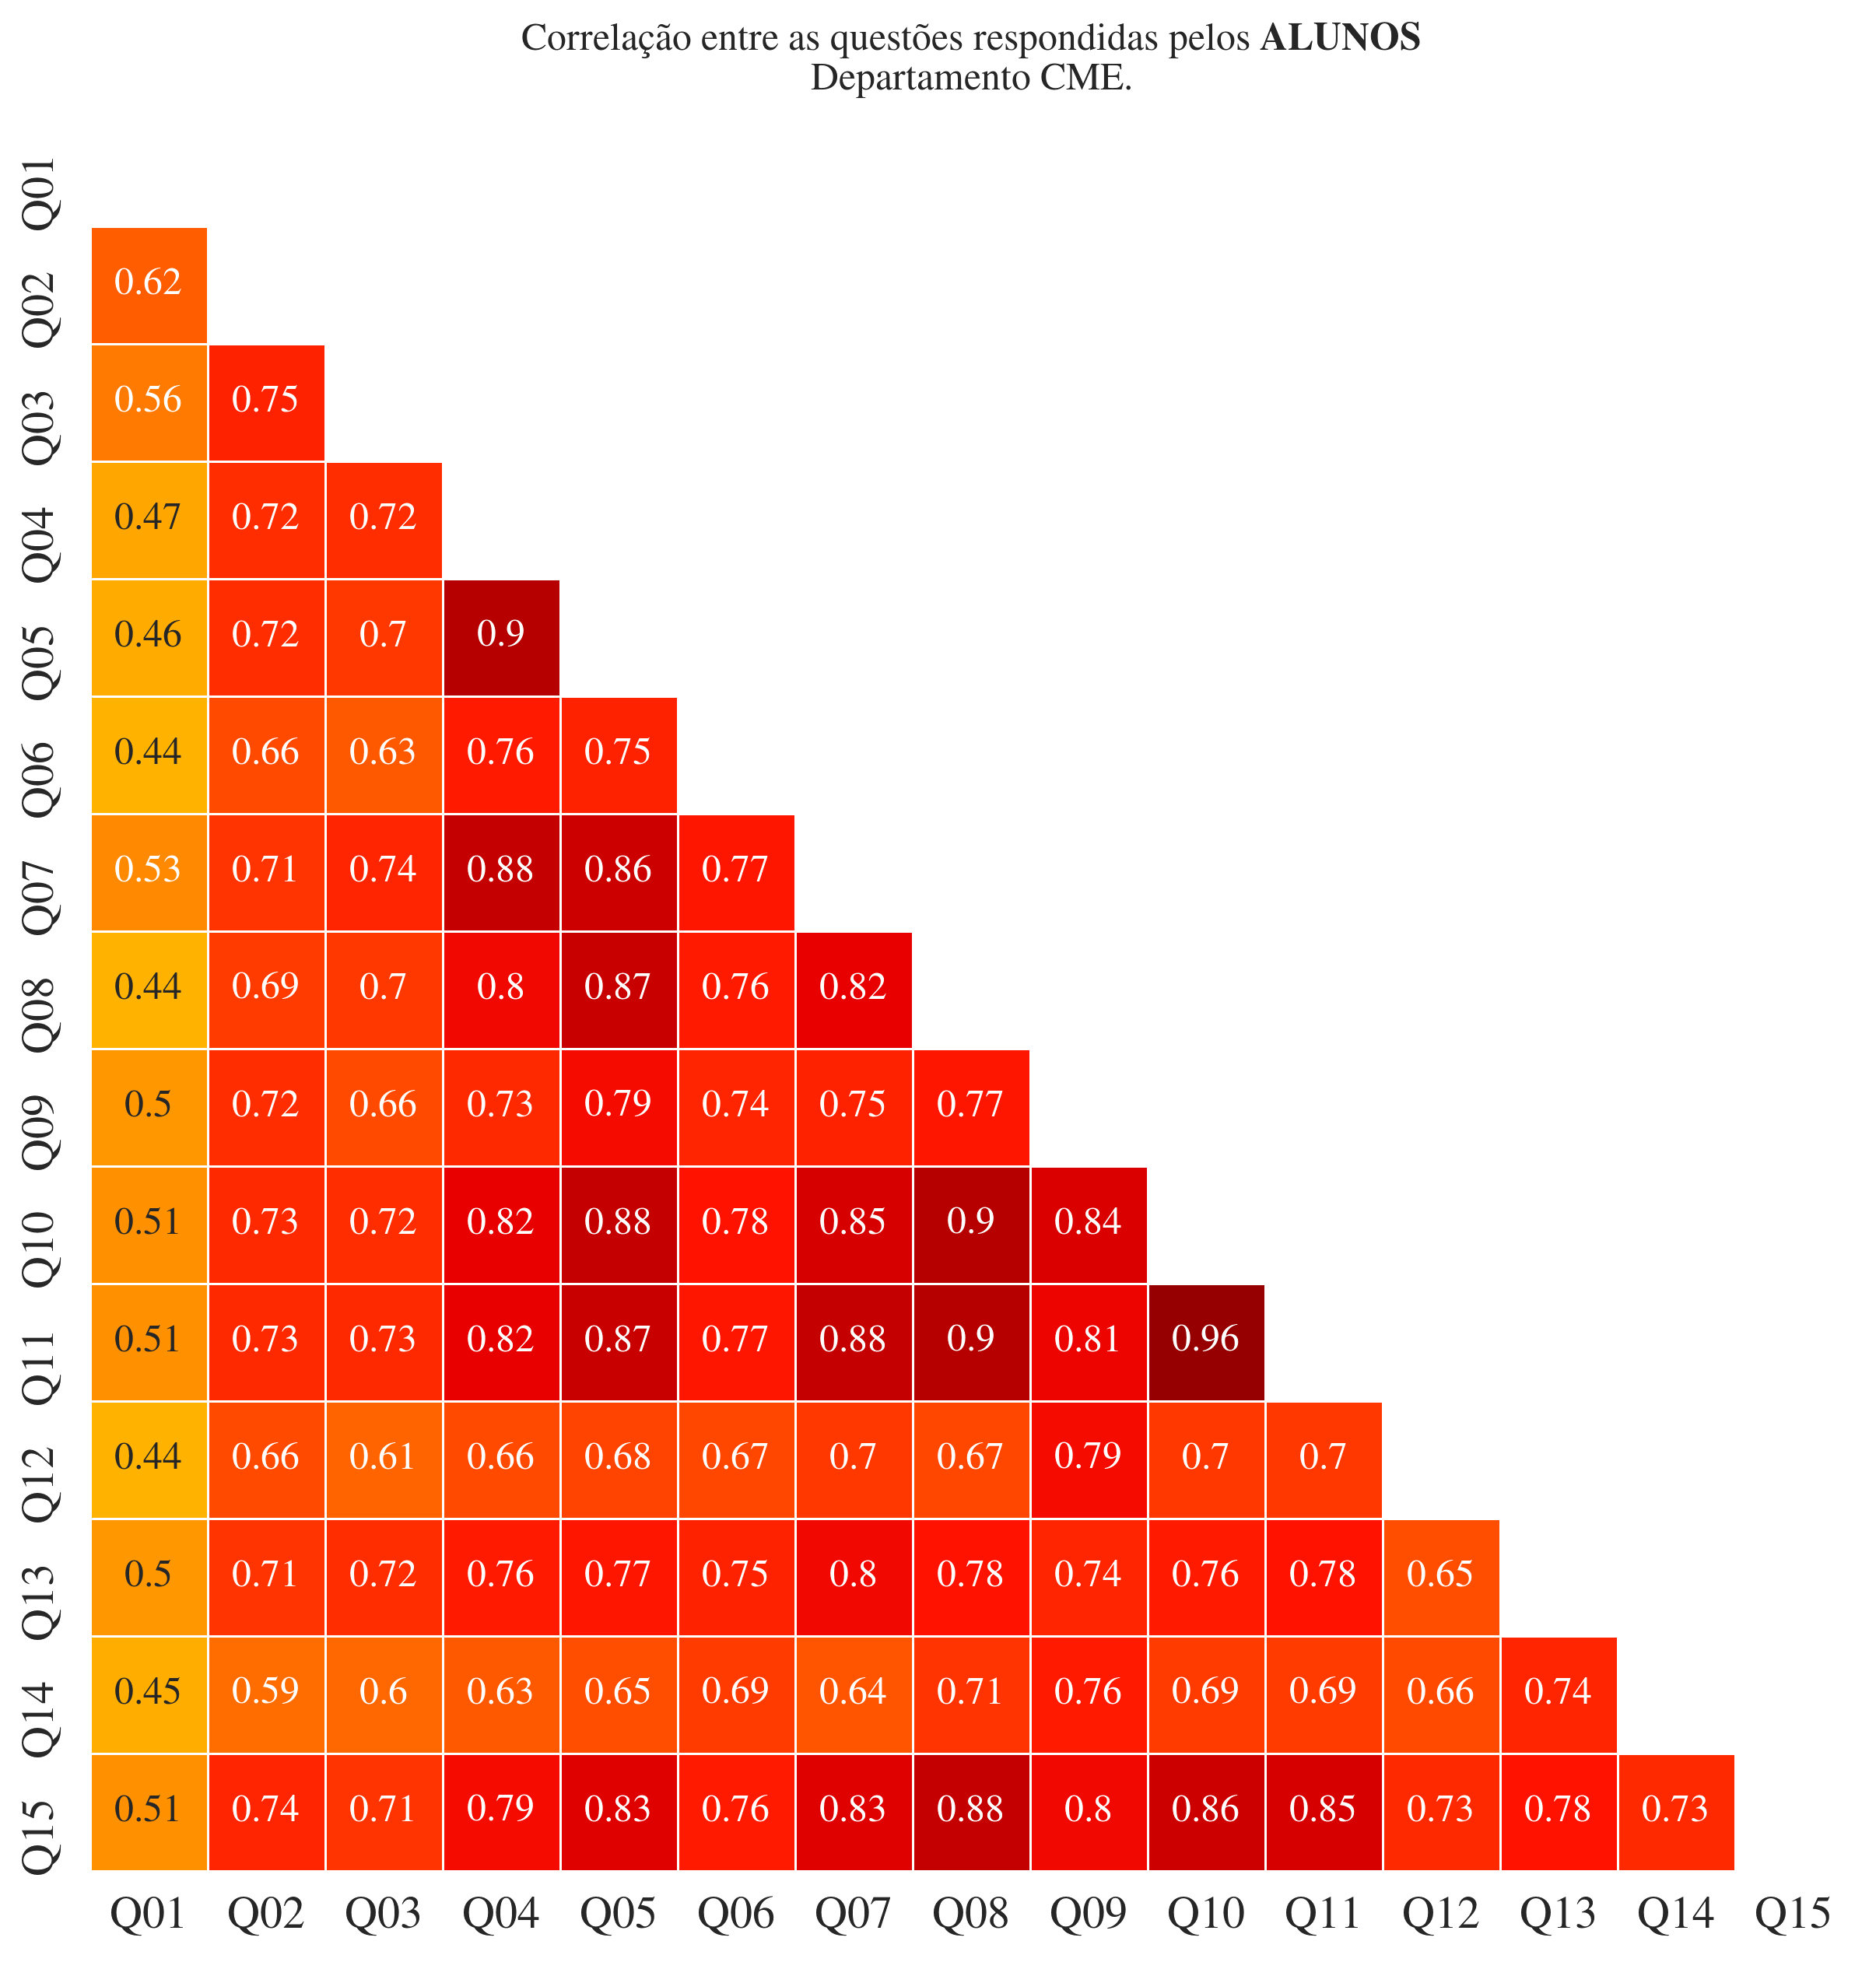 Correlação entre as questões respondidas pelos ALUNOS
Departamento CME.
Q01
Q02 0.62
Q03 0.56 0.75
Q04 0.47 0.72 0.72
Q05 0.46 0.72 0.7 0.9
Q06 0.44 0.66 0.63 0.76 0.75
Q07 0.53 0.71 0.74 0.88 0.86 0.77
Q08 0.44 0.69 0.7 0.8 0.87 0.76 0.82
Q09 0.5 0.72 0.66 0.73 0.79 0.74 0.75 0.77
Q10 0.51 0.73 0.72 0.82 0.88 0.78 0.85 0.9 0.84
Q11 0.51 0.73 0.73 0.82 0.87 0.77 0.88 0.9 0.81 0.96
Q12 0.44 0.66 0.61 0.66 0.68 0.67 0.7 0.67 0.79 0.7 0.7
Q13 0.5 0.71 0.72 0.76 0.77 0.75 0.8 0.78 0.74 0.76 0.78 0.65
Q14 0.45 0.59 0.6 0.63 0.65 0.69 0.64 0.71 0.76 0.69 0.69 0.66 0.74
Q15 0.51 0.74 0.71 0.79 0.83 0.76 0.83 0.88 0.8 0.86 0.85 0.73 0.78 0.73
Q01 Q02 Q03 Q04 Q05 Q06 Q07 Q08 Q09 Q10 Q11 Q12 Q13 Q14 Q15